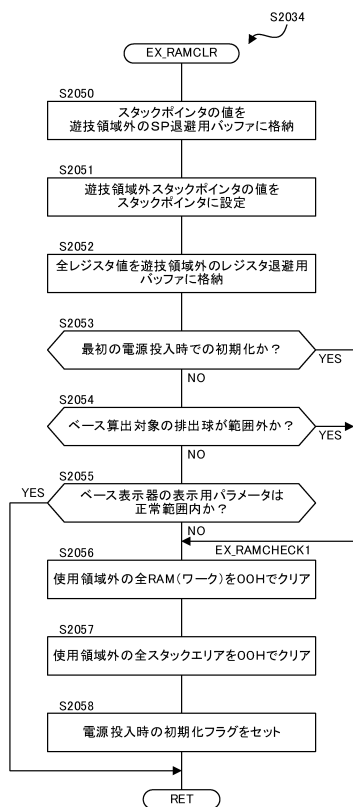 S2034
EX_RAMCLR
S2050
スタックポインタの値を
遊技領域外のSP退避用バッファに格納
S2051
遊技領域外スタックポインタの値を
スタックポインタに設定
S2052
全レジスタ値を遊技領域外のレジスタ退避用
バッファに格納
S2053
最初の電源投入時での初期化か?
YES
NO
S2054
ベース算出対象の排出球が範囲外か?
YES
NO
S2055
YES
ベース表示器の表示用パラメータは
正常範囲内か?
NO
EX_RAMCHECK1
S2056
使用領域外の全RAM(ワーク)を00Hでクリア
S2057
使用領域外の全スタックエリアを00Hでクリア
S2058
電源投入時の初期化フラグをセット
RET